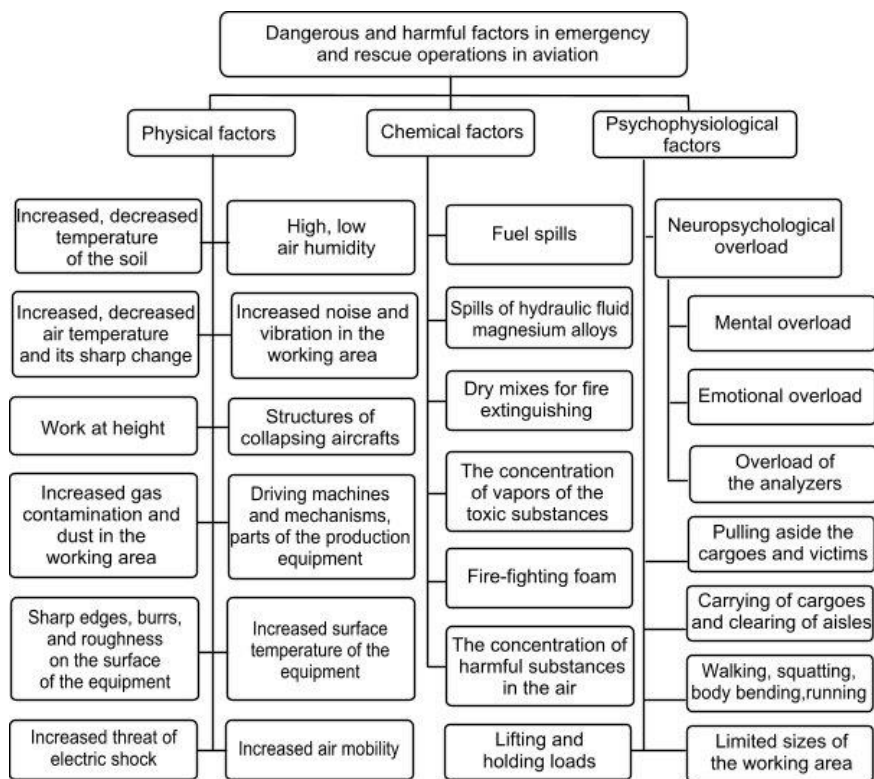 Dangerous and harmful factors in emergency
and rescue operations in aviation
Physical factors
Chemical factors
Psychophysiological
factors
Increased, decreased
temperature
of the soil
High, low
air humidity
Fuel spills
Neuropsychological
overload
Increased, decreased
air temperature
and its sharp change
Increased noise and
vibration in the
working area
Spills of hydraulic fluid,
magnesium alloys
Mental overload
Work at height
Structures of
collapsing aircrafts
Dry mixes for fire
extinguishing
Emotional overload
Increased gas
contamination and
dust in the
working area
Driving machines
and mechanisms,
parts of the production
equipment
The concentration
of vapors of the
toxic substances
Overload of
the analyzers
Pulling aside the
cargoes and victims
Sharp edges, burrs,
and roughness
on the surface
of the equipment
Increased surface
temperature of the
equipment
Fire-fighting foam
Carrying of cargoes
and clearing of aisles
The concentration of
harmful substances
in the air
Walking, squatting,
body bending,running
Increased threat of
electric shock
Increased air mobility
Lifting and
holding loads
Limited sizes of
the working area